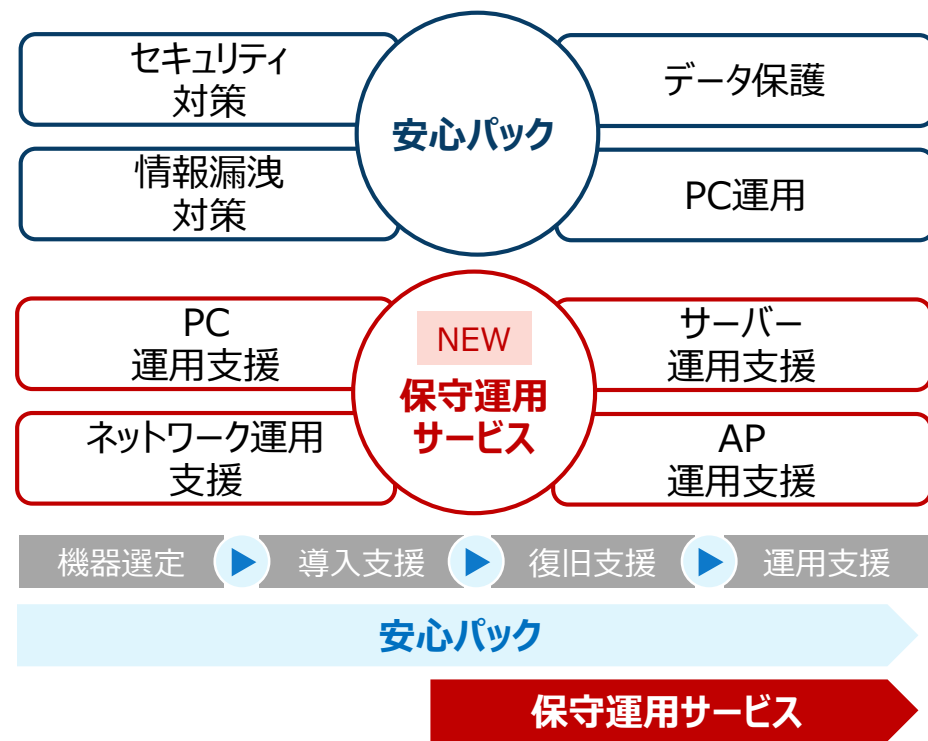 セキュリティ
対策
安心パック
データ保護
情報漏洩
対策
PC運用
PC
運用支援
NEW
保守運用
サービス
サーバー
運用支援
ネットワーク運用
支援
AP
運用支援
機器選定
導入支援
復旧支援
運用支援
安心パック
保守運用サービス